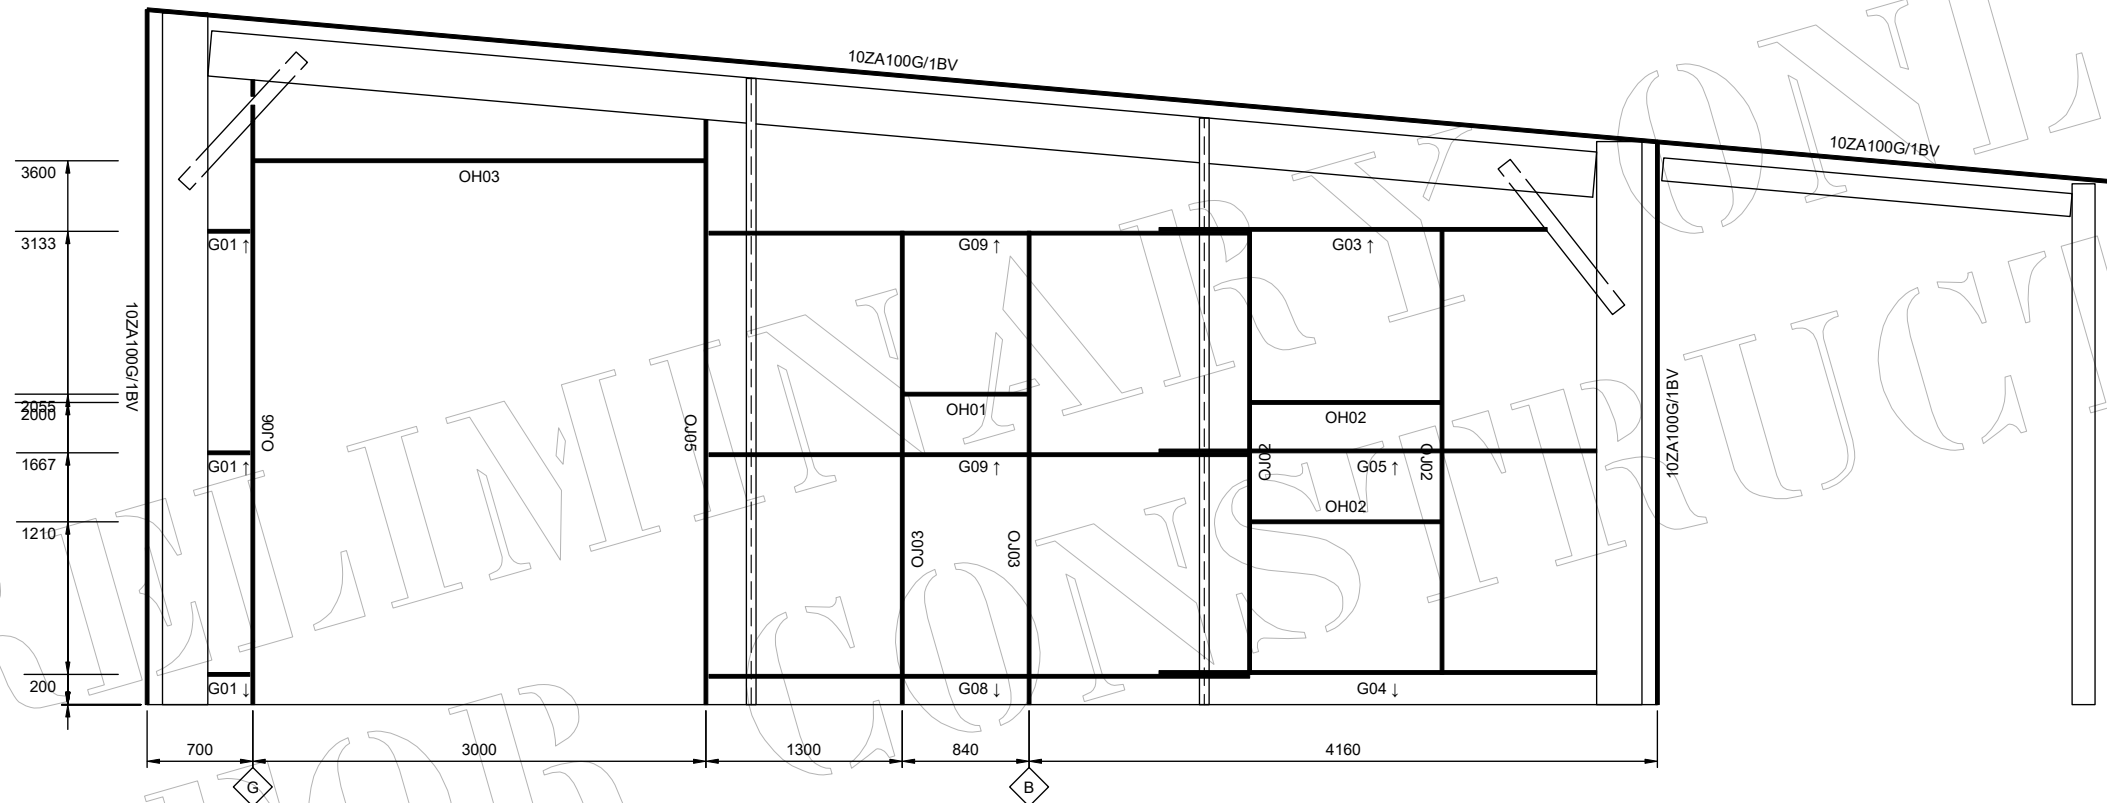 10ZA100G/1BV
10ZA100G/1BV
3600
OH03
3133
G01 ↑
G09 ↑
G03 ↑
10ZA100G/1BV
10ZA100G/1BV
2055
2000
OH01
OH02
OJ06
OJ05
OJ02
OJ02
1667
G01 ↑
G09 ↑
G05 ↑
1210
OH02
OJ03
OJ03
200
G01 ↓
G08 ↓
G04 ↓
700
3000
1300
840
4160
G
B
PRELIMINARY ONLY
FOR CONSTRUCT